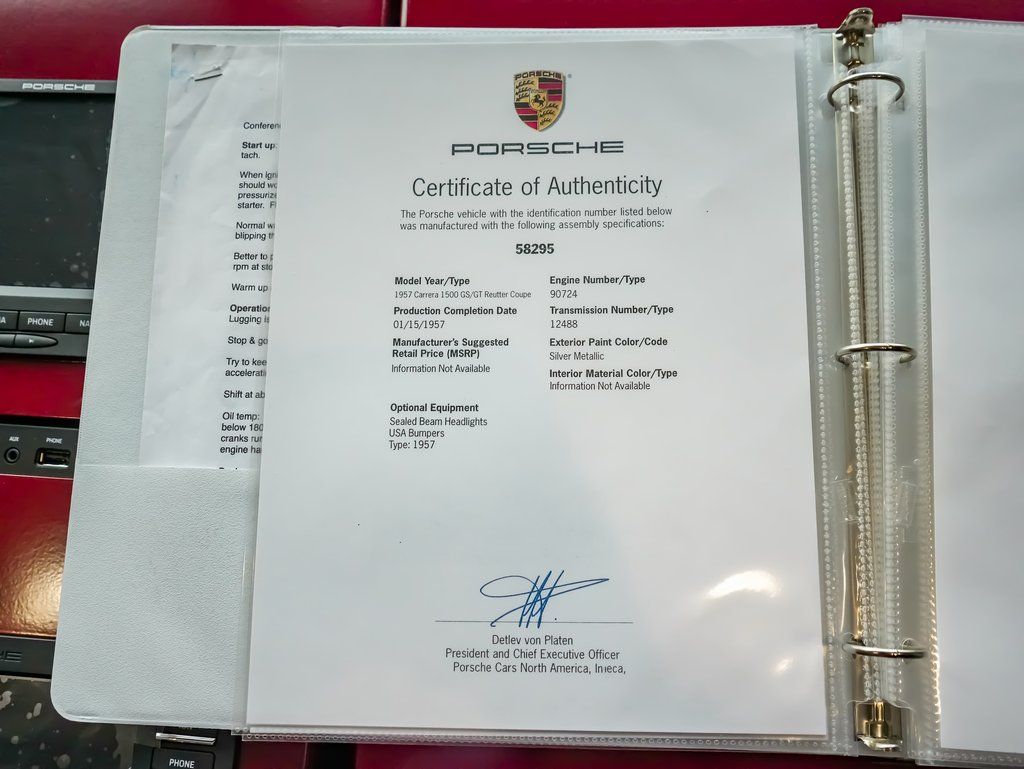 PORSCHE
PHONE
NA
AUX
PHONE
PHONE
Conferen
Start up:
tach.
When igni
should wo
pressurize
starter. F
Normal w
blipping th
Better to p
rpm at sto
Warm up
Operatio
Lugging is
Stop & go
Try to kee
accelerati
Shift at ab
Oil temp:
below 180
cranks run
engine ha
PORSCHE
PORSCHE
Certificate of Authenticity
The Porsche vehicle with the identification number listed below
was manufactured with the following assembly specifications:
58295
Model Year/Type
1957 Carrera 1500 GS/GT Reutter Coupe
Production Completion Date
01/15/1957
Manufacturer's Suggested
Retail Price (MSRP)
Information Not Available
Engine Number/Type
90724
Transmission Number/Type
12488
Exterior Paint Color/Code
Silver Metallic
Interior Material Color/Type
Information Not Available
Optional Equipment
Sealed Beam Headlights
USA Bumpers
Type: 1957
Detlev von Platen
President and Chief Executive Officer
Porsche Cars North America,